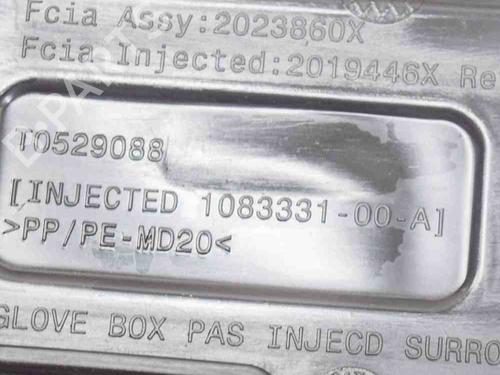 Fcia Assy:2023860X
Fcia Injected:2019446X Re
T0529088
[INJECTED 1083331-00-A]
>PP/PE-MD20<
GLOVE BOX PAS INJECD SURRO